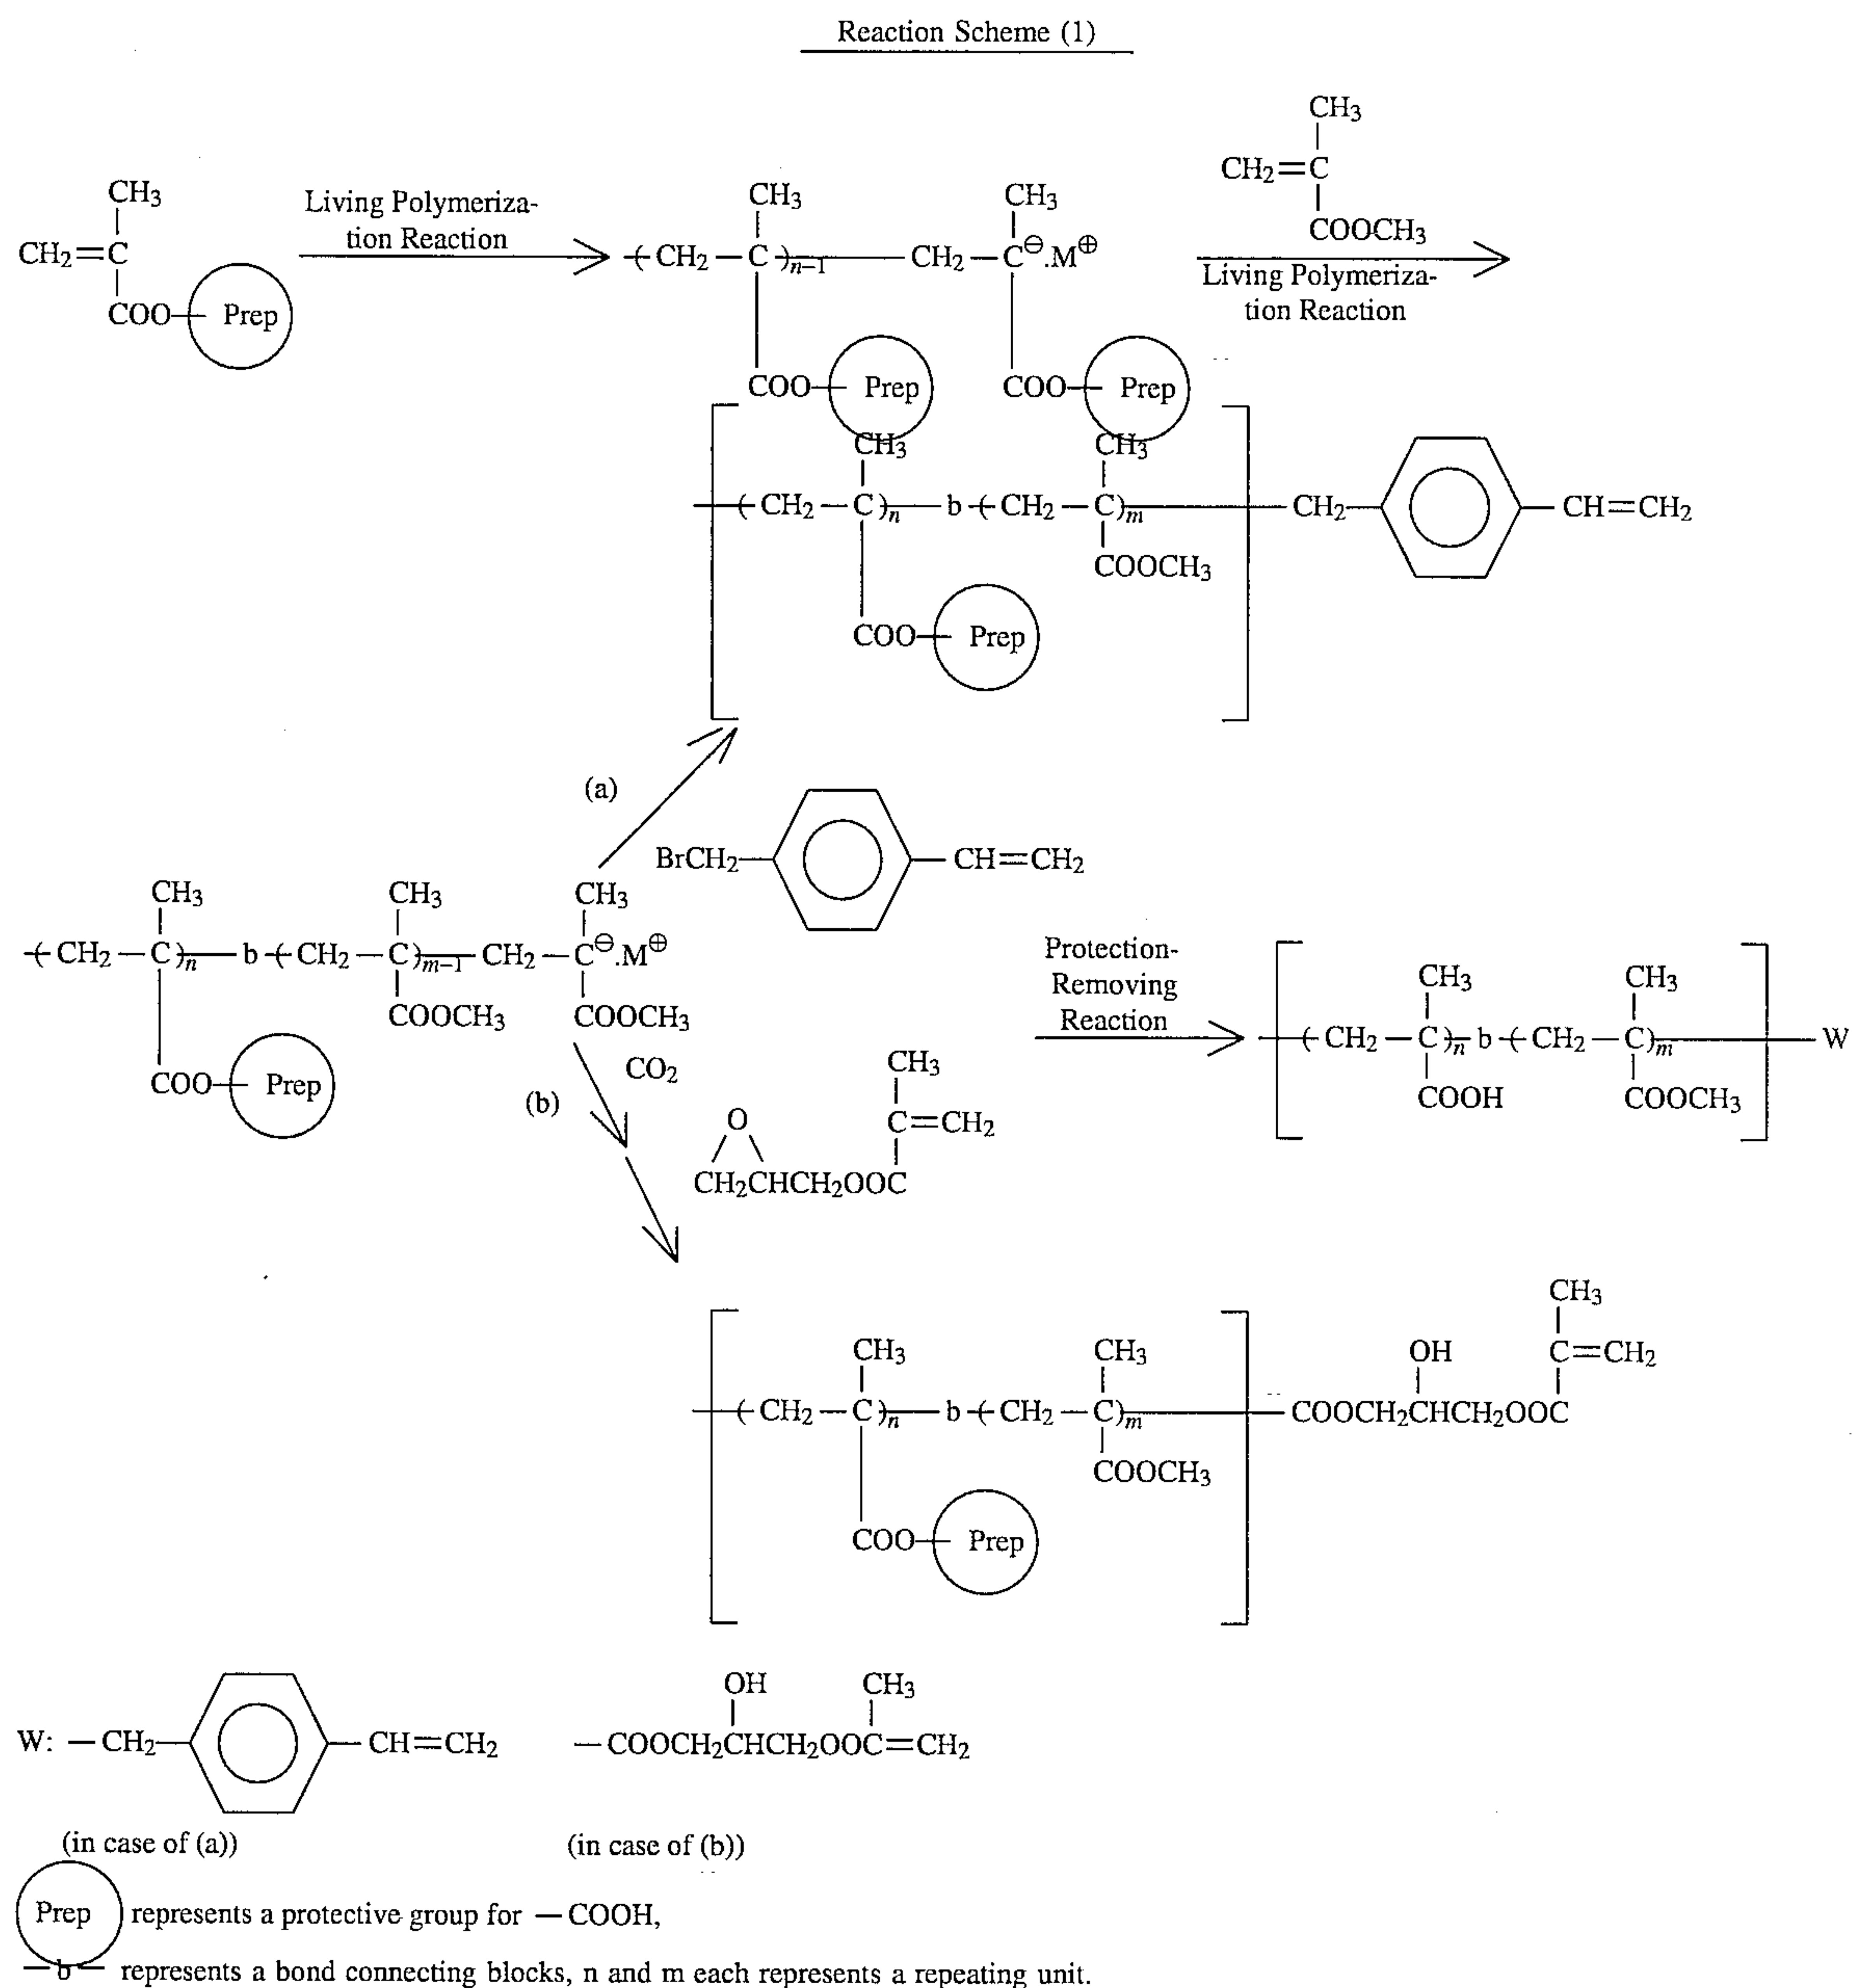 Reaction Scheme (1)
CH3
CH2=C
COOCH3
CH3
CH2=C
COO—Prep
Living Polymeriza-
tion Reaction
CH3 CH3
—(CH2—C)n-1—CH2—C⊖.M⊕
COO—Prep COO—Prep
Living Polymeriza-
tion Reaction
CH3 CH3
—(CH2—C)n—b—(CH2—C)m—CH2— —CH=CH2
COOCH3
COO—Prep
(a)
BrCH2— —CH=CH2
CH3 CH3 CH3
—(CH2—C)n—b—(CH2—C)m-1—CH2—C⊖.M⊕
COOCH3 COOCH3
COO—Prep
Protection-
Removing
Reaction
CH3 CH3
—(CH2—C)n—b—(CH2—C)m—W
COOH COOCH3
(b)
CO2
CH3
O C=CH2
CH2CHCH2OOC
CH3
CH3 CH3 OH C=CH2
—(CH2—C)n—b—(CH2—C)m—COOCH2CHCH2OOC
COOCH3
COO—Prep
OH CH3
W: —CH2— —CH=CH2 —COOCH2CHCH2OOC=CH2
(in case of (a)) (in case of (b))
Prep represents a protective group for —COOH,
—b— represents a bond connecting blocks, n and m each represents a repeating unit.